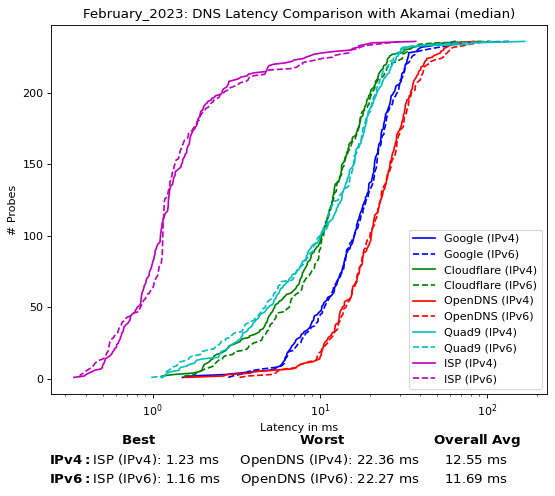 February_2023: DNS Latency Comparison with Akamai (median)
# Probes
200
150
100
50
0
Google (IPv4)
Google (IPv6)
Cloudflare (IPv4)
Cloudflare (IPv6)
OpenDNS (IPv4)
OpenDNS (IPv6)
Quad9 (IPv4)
Quad9 (IPv6)
ISP (IPv4)
ISP (IPv6)
10⁰ 10¹ 10²
Latency in ms
Best Worst Overall Avg
IPv4: ISP (IPv4): 1.23 ms OpenDNS (IPv4): 22.36 ms 12.55 ms
IPv6: ISP (IPv6): 1.16 ms OpenDNS (IPv6): 22.27 ms 11.69 ms